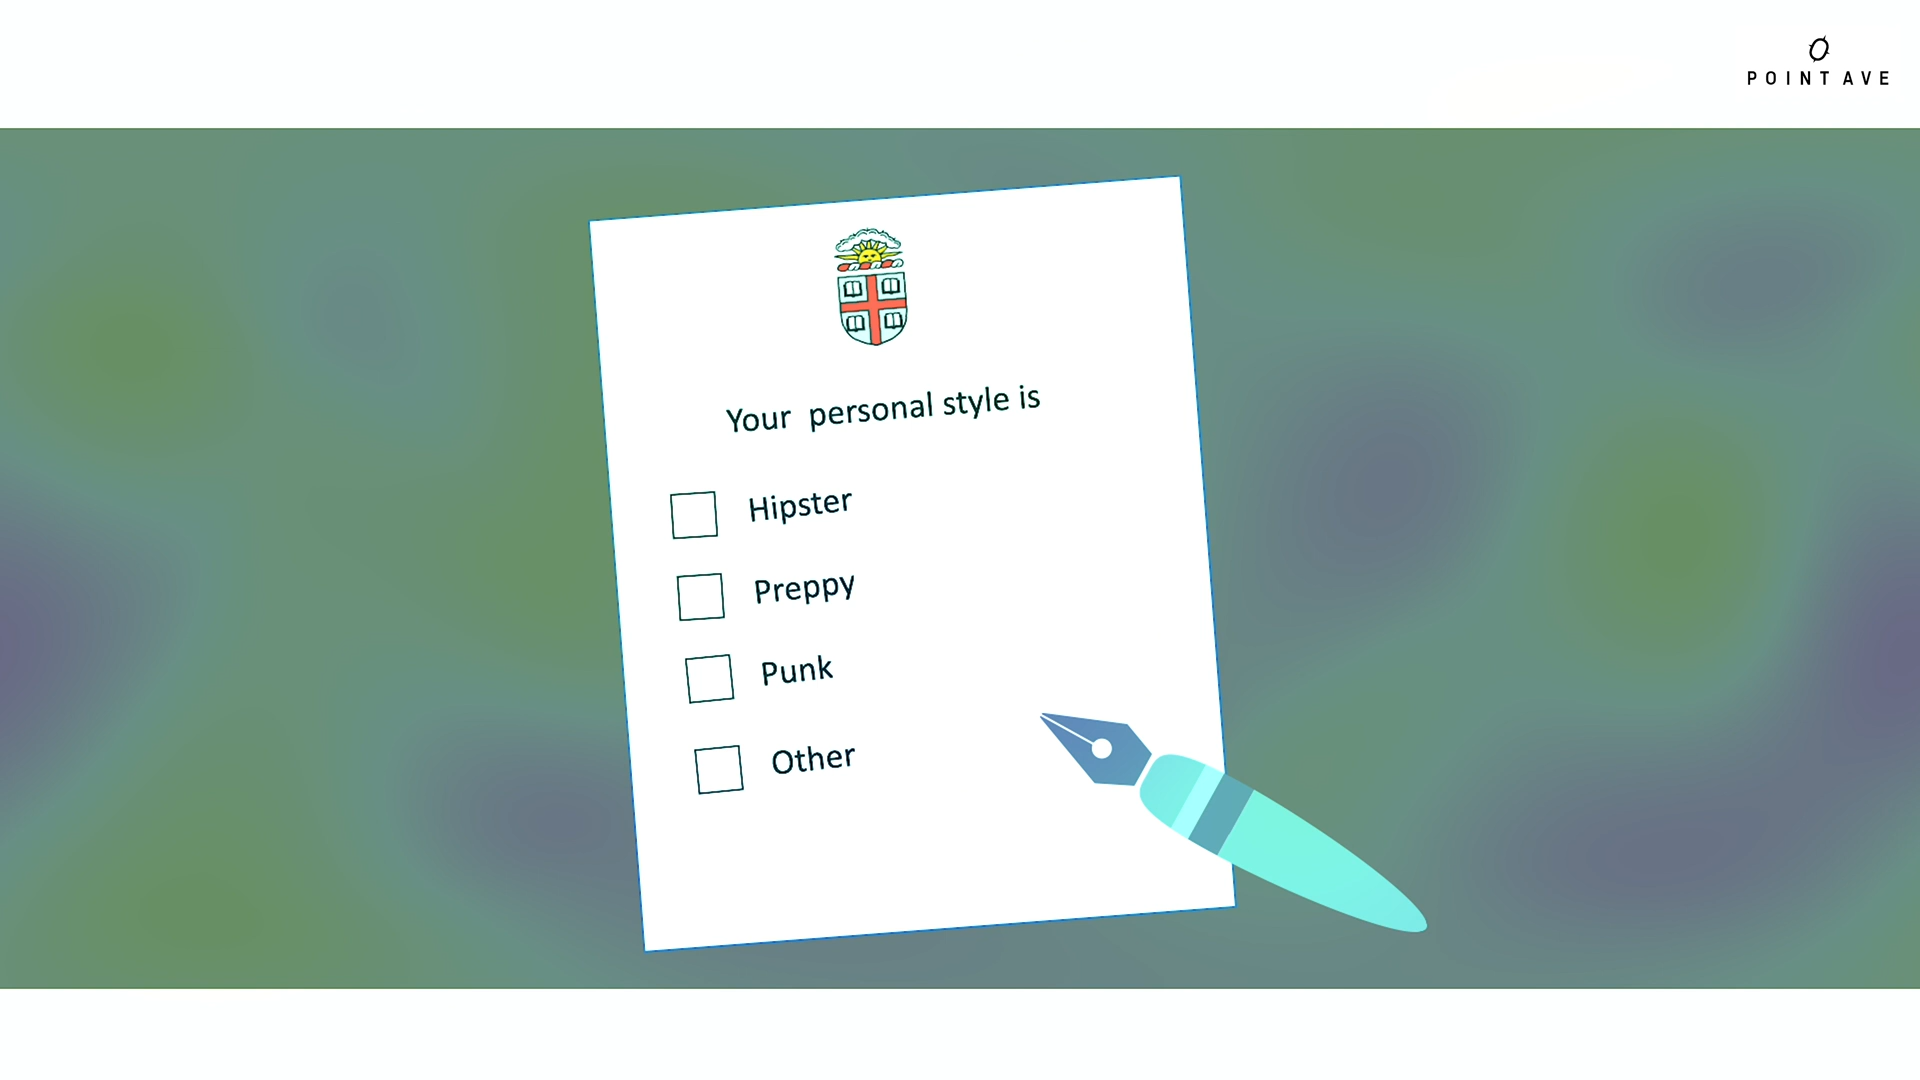 POINT AVE
Your personal style is
Hipster
Preppy
Punk
Other